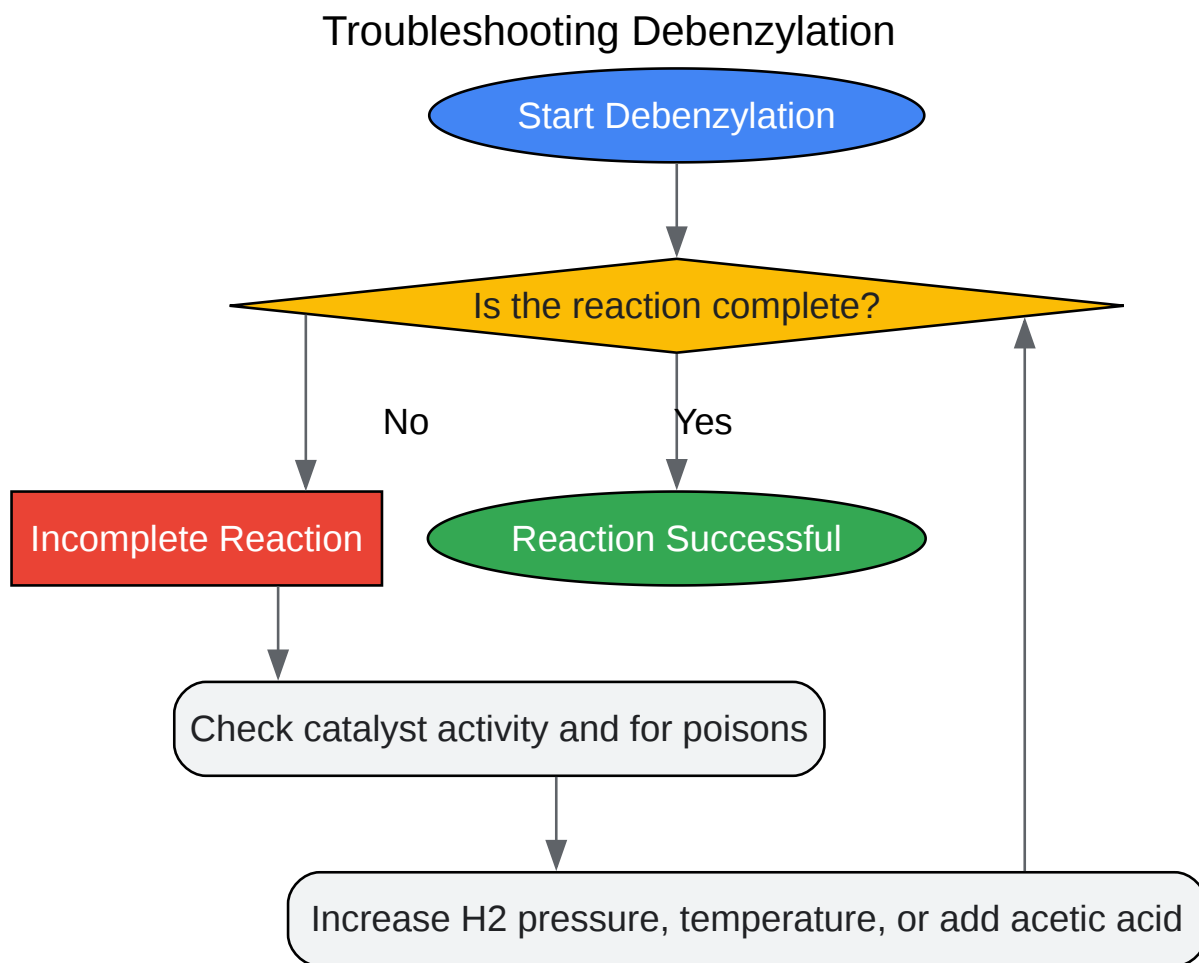 Troubleshooting Debenzylation
Start Debenzylation
Is the reaction complete?
No
Yes
Incomplete Reaction
Reaction Successful
Check catalyst activity and for poisons
Increase H2 pressure, temperature, or add acetic acid